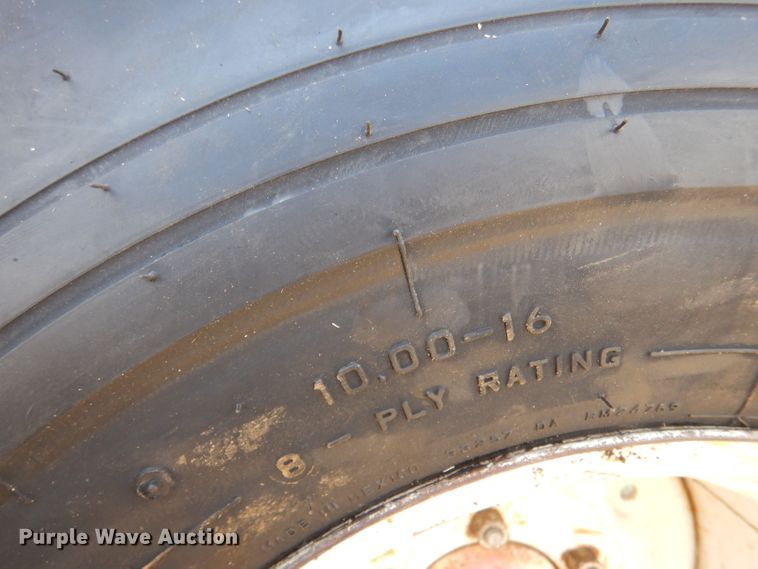 10.00-16
8 - PLY RATING
MADE IN MEXICO
Purple Wave Auction